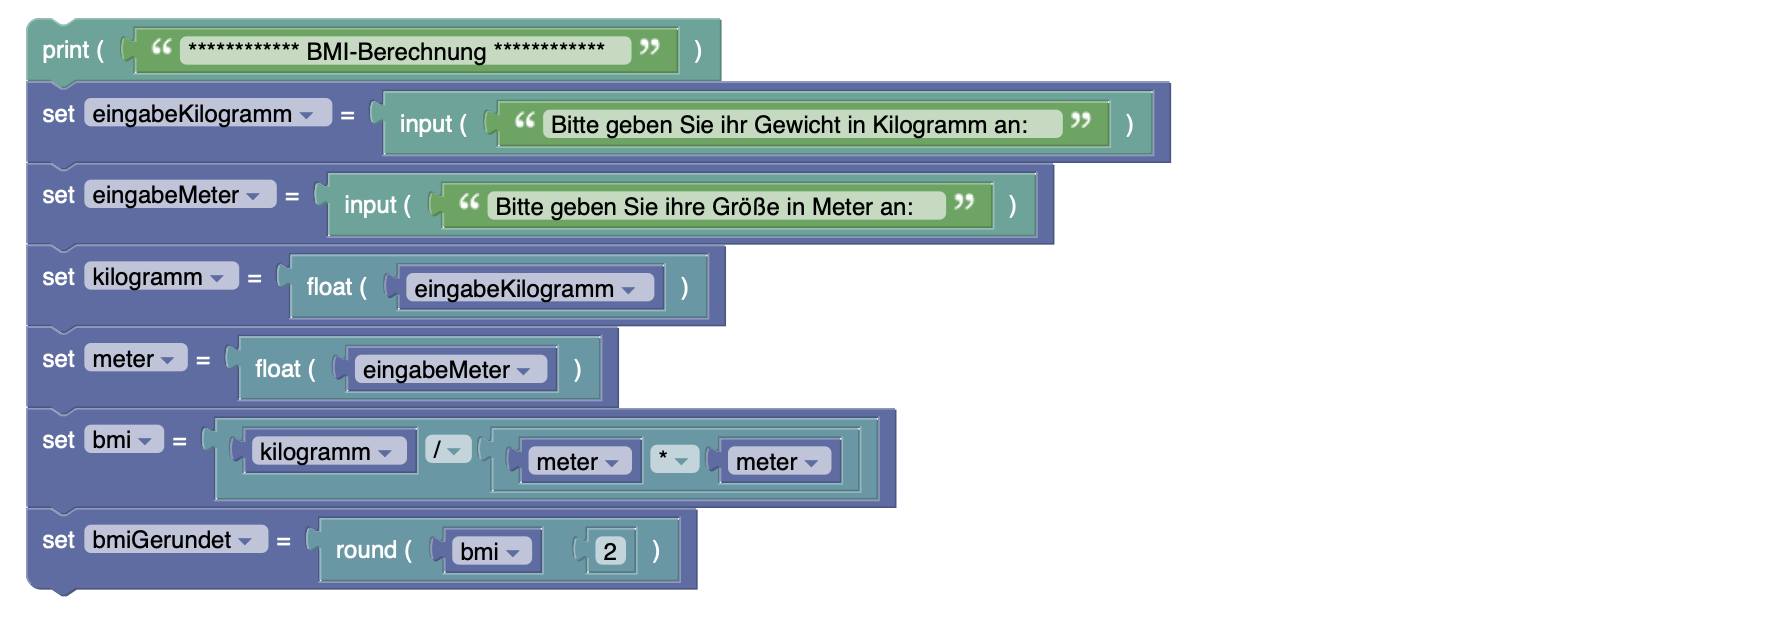 print ( “ ************ BMI-Berechnung ************ ” )
set eingabeKilogramm = input ( “ Bitte geben Sie ihr Gewicht in Kilogramm an: ” )
set eingabeMeter = input ( “ Bitte geben Sie ihre Größe in Meter an: ” )
set kilogramm = float ( eingabeKilogramm )
set meter = float ( eingabeMeter )
set bmi = kilogramm / meter * meter
set bmiGerundet = round ( bmi 2 )